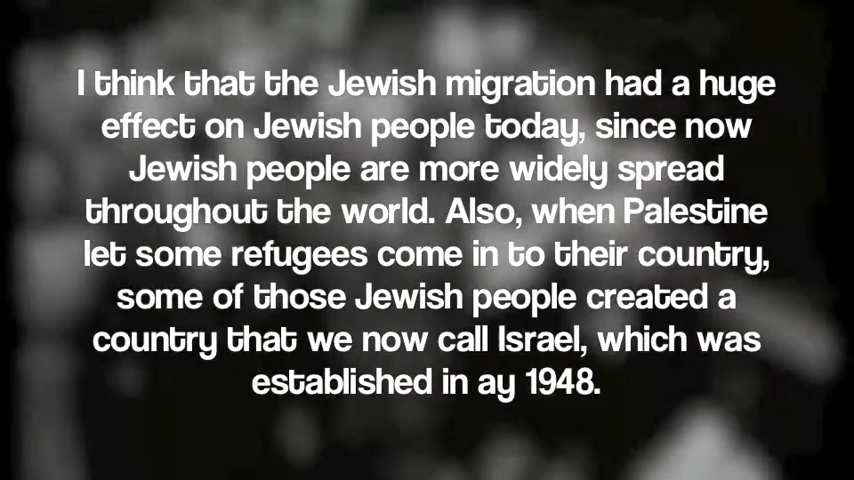 I think that the Jewish migration had a huge
effect on Jewish people today, since now
Jewish people are more widely spread
throughout the world. Also, when Palestine
let some refugees come in to their country,
some of those Jewish people created a
country that we now call Israel, which was
established in ay 1948.